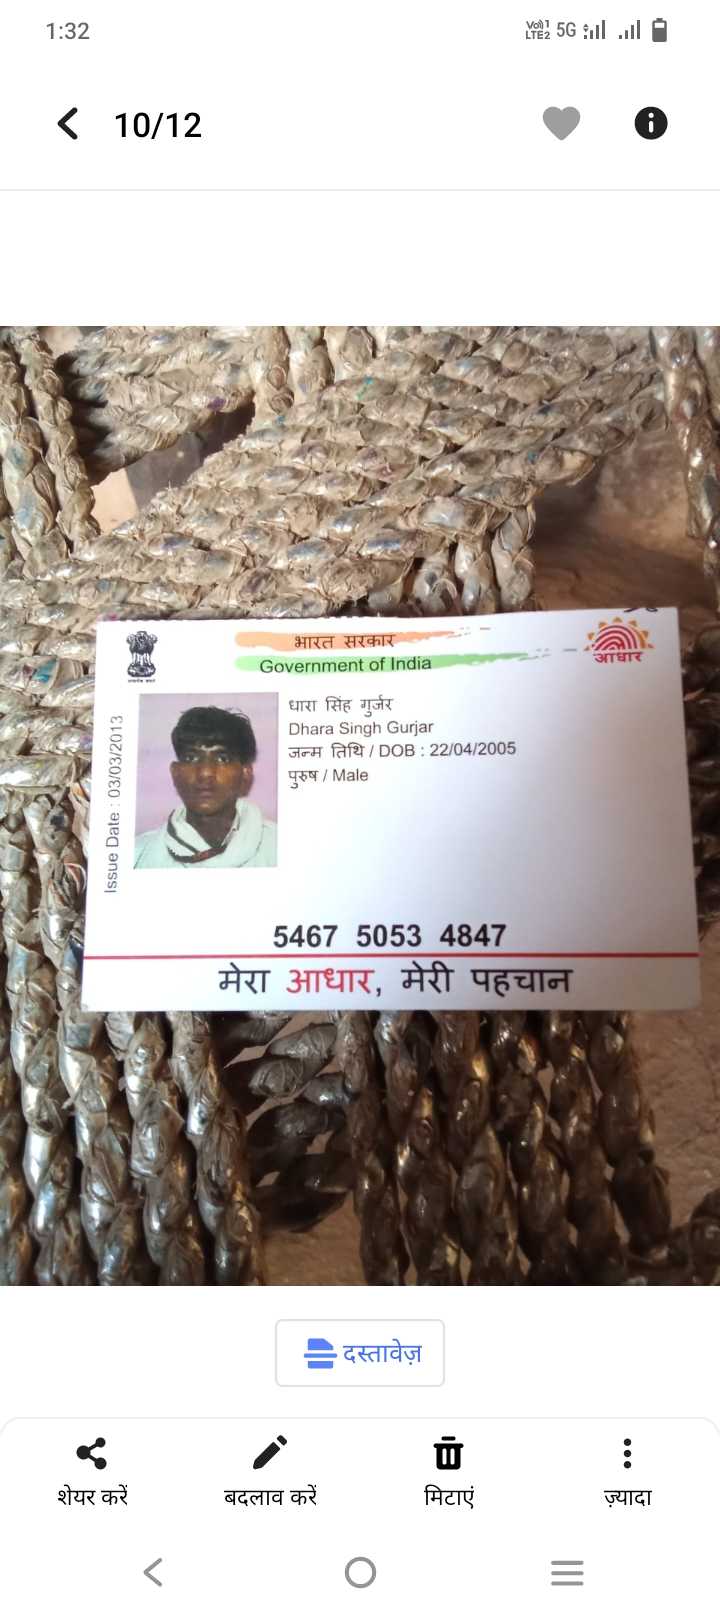 1:32
Vo)) 1
LTE2 5G
10/12
भारत सरकार
Government of India
आधार
धारा सिंह गुर्जर
Dhara Singh Gurjar
जन्म तिथि / DOB : 22/04/2005
पुरुष / Male
Issue Date : 03/03/2013
5467 5053 4847
मेरा आधार, मेरी पहचान
दस्तावेज़
शेयर करें
बदलाव करें
मिटाएं
ज़्यादा